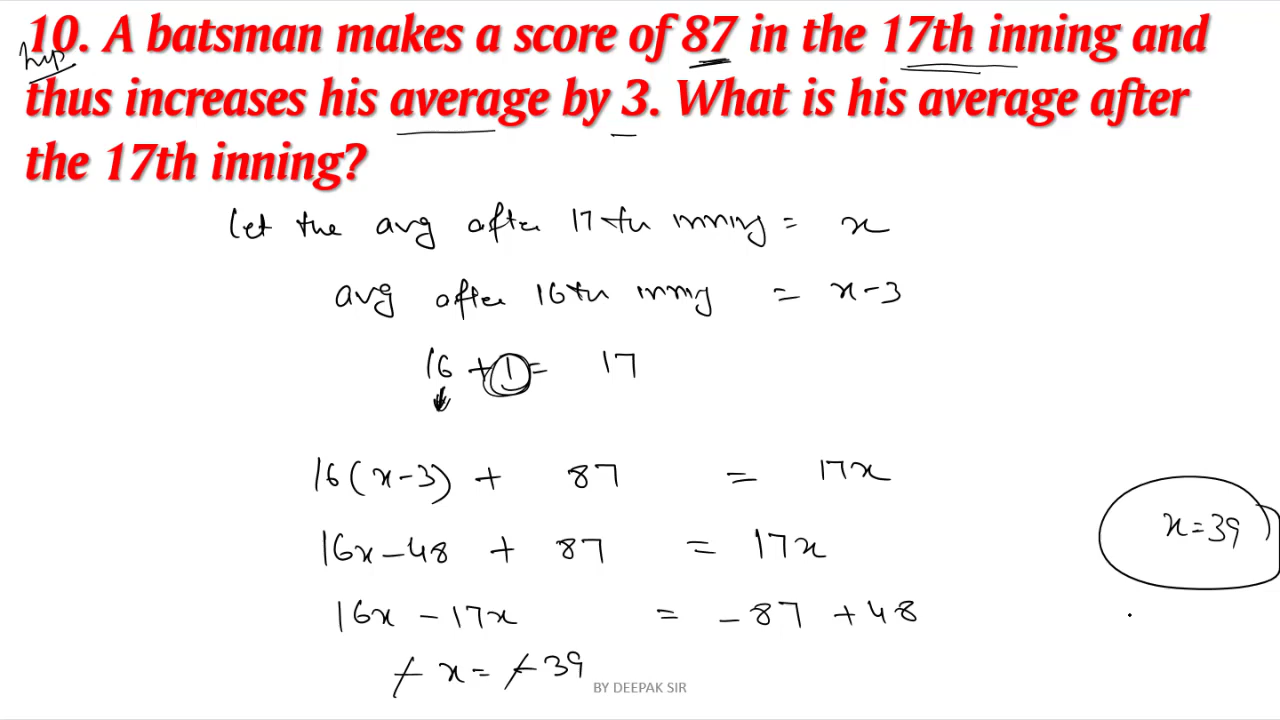 10. A batsman makes a score of 87 in the 17th inning and
thus increases his average by 3. What is his average after
the 17th inning?
Let the avg after 17th inning = x
avg after 16th inning = x-3
16 + 1 = 17
16(x-3) + 87 = 17x
16x-48 + 87 = 17x
x=39
16x - 17x = -87 + 48
-x = -39
BY DEEPAK SIR